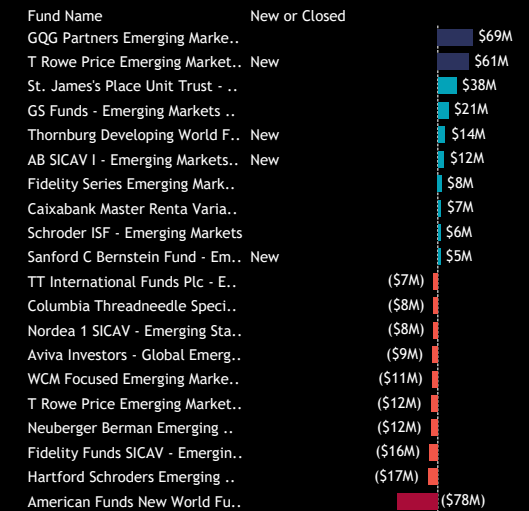 Fund Name New or Closed
GQG Partners Emerging Marke.. $69M
T Rowe Price Emerging Market.. New $61M
St. James's Place Unit Trust - .. $38M
GS Funds - Emerging Markets .. $21M
Thornburg Developing World F.. New $14M
AB SICAV I - Emerging Markets.. New $12M
Fidelity Series Emerging Mark.. $8M
Caixabank Master Renta Varia.. $7M
Schroder ISF - Emerging Markets $6M
Sanford C Bernstein Fund - Em.. New $5M
TT International Funds Plc - E.. ($7M)
Columbia Threadneedle Speci.. ($8M)
Nordea 1 SICAV - Emerging Sta.. ($8M)
Aviva Investors - Global Emerg.. ($9M)
WCM Focused Emerging Marke.. ($11M)
T Rowe Price Emerging Market.. ($12M)
Neuberger Berman Emerging .. ($12M)
Fidelity Funds SICAV - Emergin.. ($16M)
Hartford Schroders Emerging .. ($17M)
American Funds New World Fu.. ($78M)